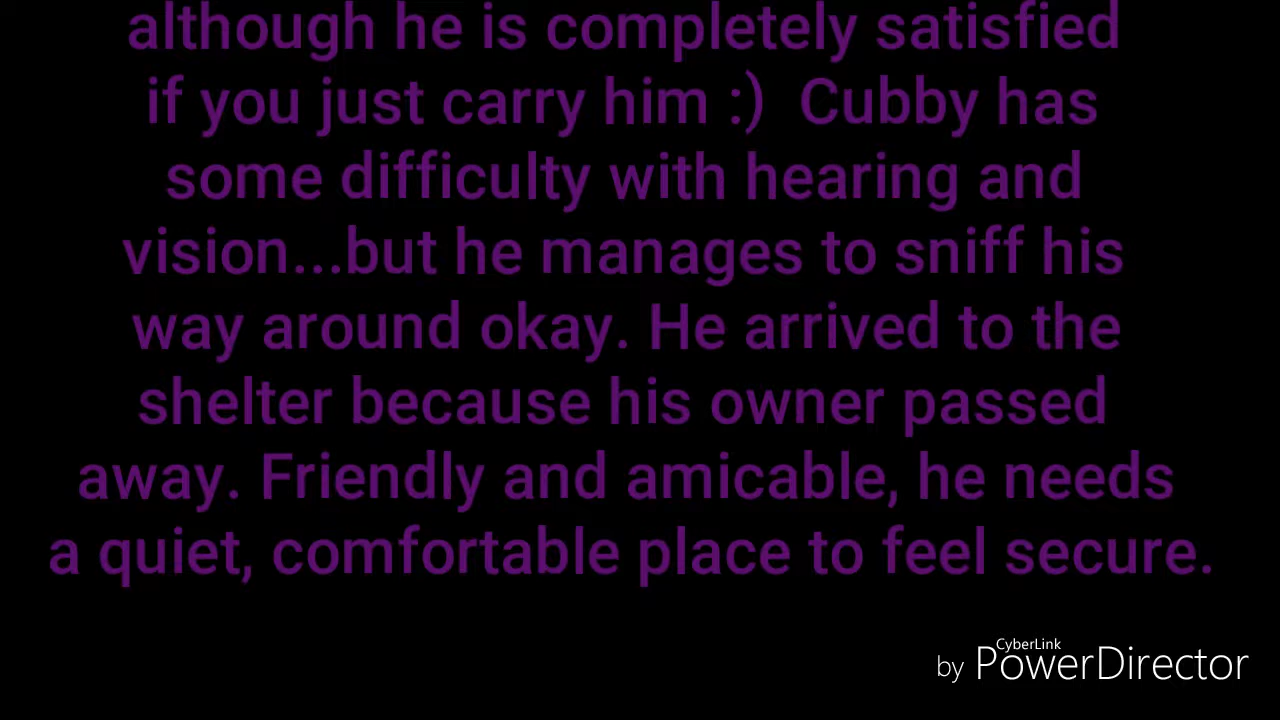 although he is completely satisfied
if you just carry him :)  Cubby has
some difficulty with hearing and
vision...but he manages to sniff his
way around okay. He arrived to the
shelter because his owner passed
away. Friendly and amicable, he needs
a quiet, comfortable place to feel secure.
CyberLink
by PowerDirector